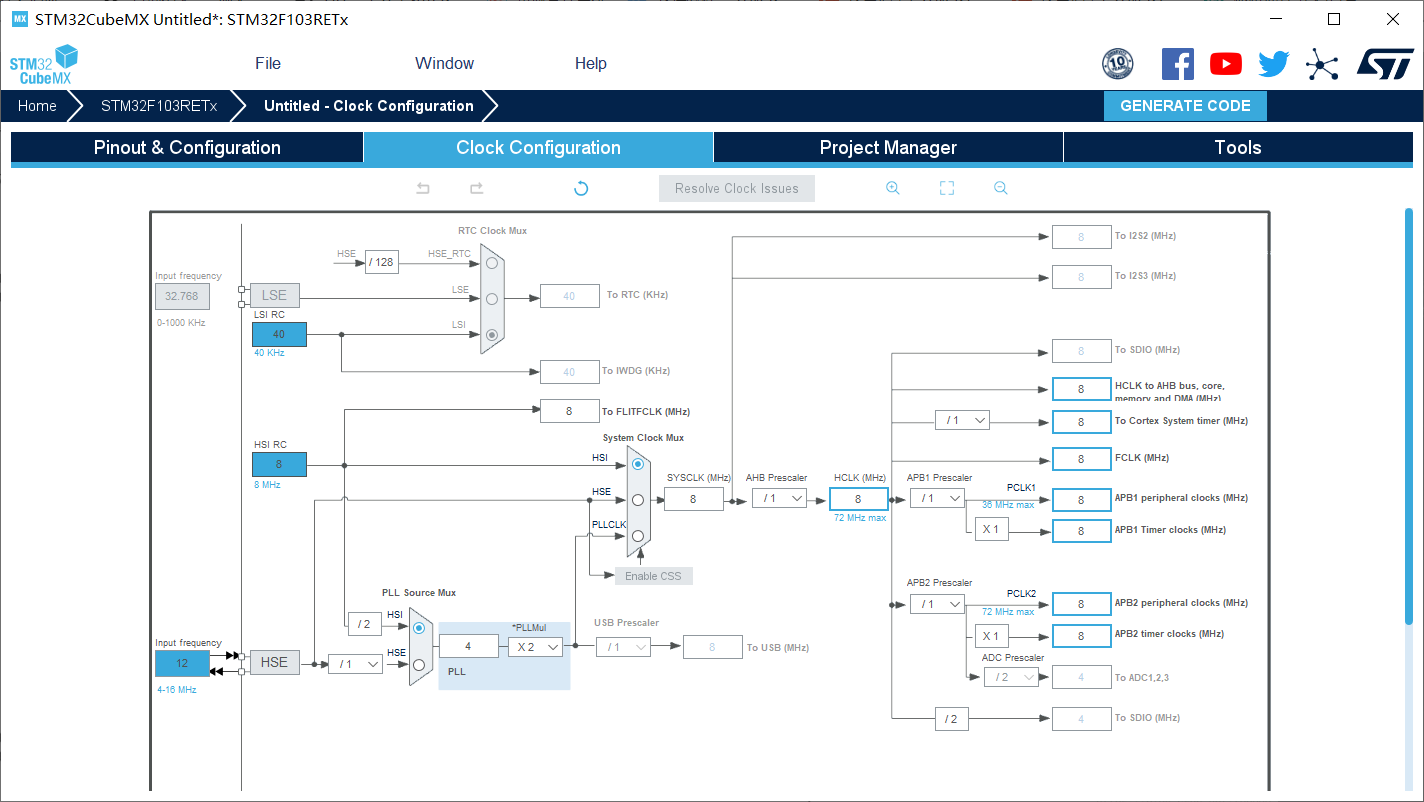 MX STM32CubeMX Untitled*: STM32F103RETx
STM32 CubeMX
File Window Help
10
Home STM32F103RETx Untitled - Clock Configuration GENERATE CODE
Pinout & Configuration Clock Configuration Project Manager Tools
Resolve Clock Issues
RTC Clock Mux
HSE / 128 HSE_RTC
8 To I2S2 (MHz)
Input frequency
32.768 LSE LSE 40 To RTC (KHz)
8 To I2S3 (MHz)
0-1000 KHz
LSI RC
40 LSI
40 KHz
8 To SDIO (MHz)
40 To IWDG (KHz)
8 HCLK to AHB bus, core,
memory and DMA (MHz)
8 To FLITFCLK (MHz)
/ 1 8 To Cortex System timer (MHz)
System Clock Mux
HSI RC
8 HSI
8 MHz
8 FCLK (MHz)
SYSCLK (MHz) AHB Prescaler HCLK (MHz) APB1 Prescaler
HSE 8 / 1 8 / 1 PCLK1 8 APB1 peripheral clocks (MHz)
72 MHz max 36 MHz max
PLLCLK X 1 8 APB1 Timer clocks (MHz)
Enable CSS
APB2 Prescaler
PLL Source Mux
/ 1 PCLK2 8 APB2 peripheral clocks (MHz)
72 MHz max
/ 2 HSI *PLLMul USB Prescaler
X 1 8 APB2 timer clocks (MHz)
Input frequency
12 HSE / 1 HSE 4 X 2 / 1 8 To USB (MHz)
PLL
4-16 MHz
ADC Prescaler
/ 2 4 To ADC1,2,3
/ 2 4 To SDIO (MHz)